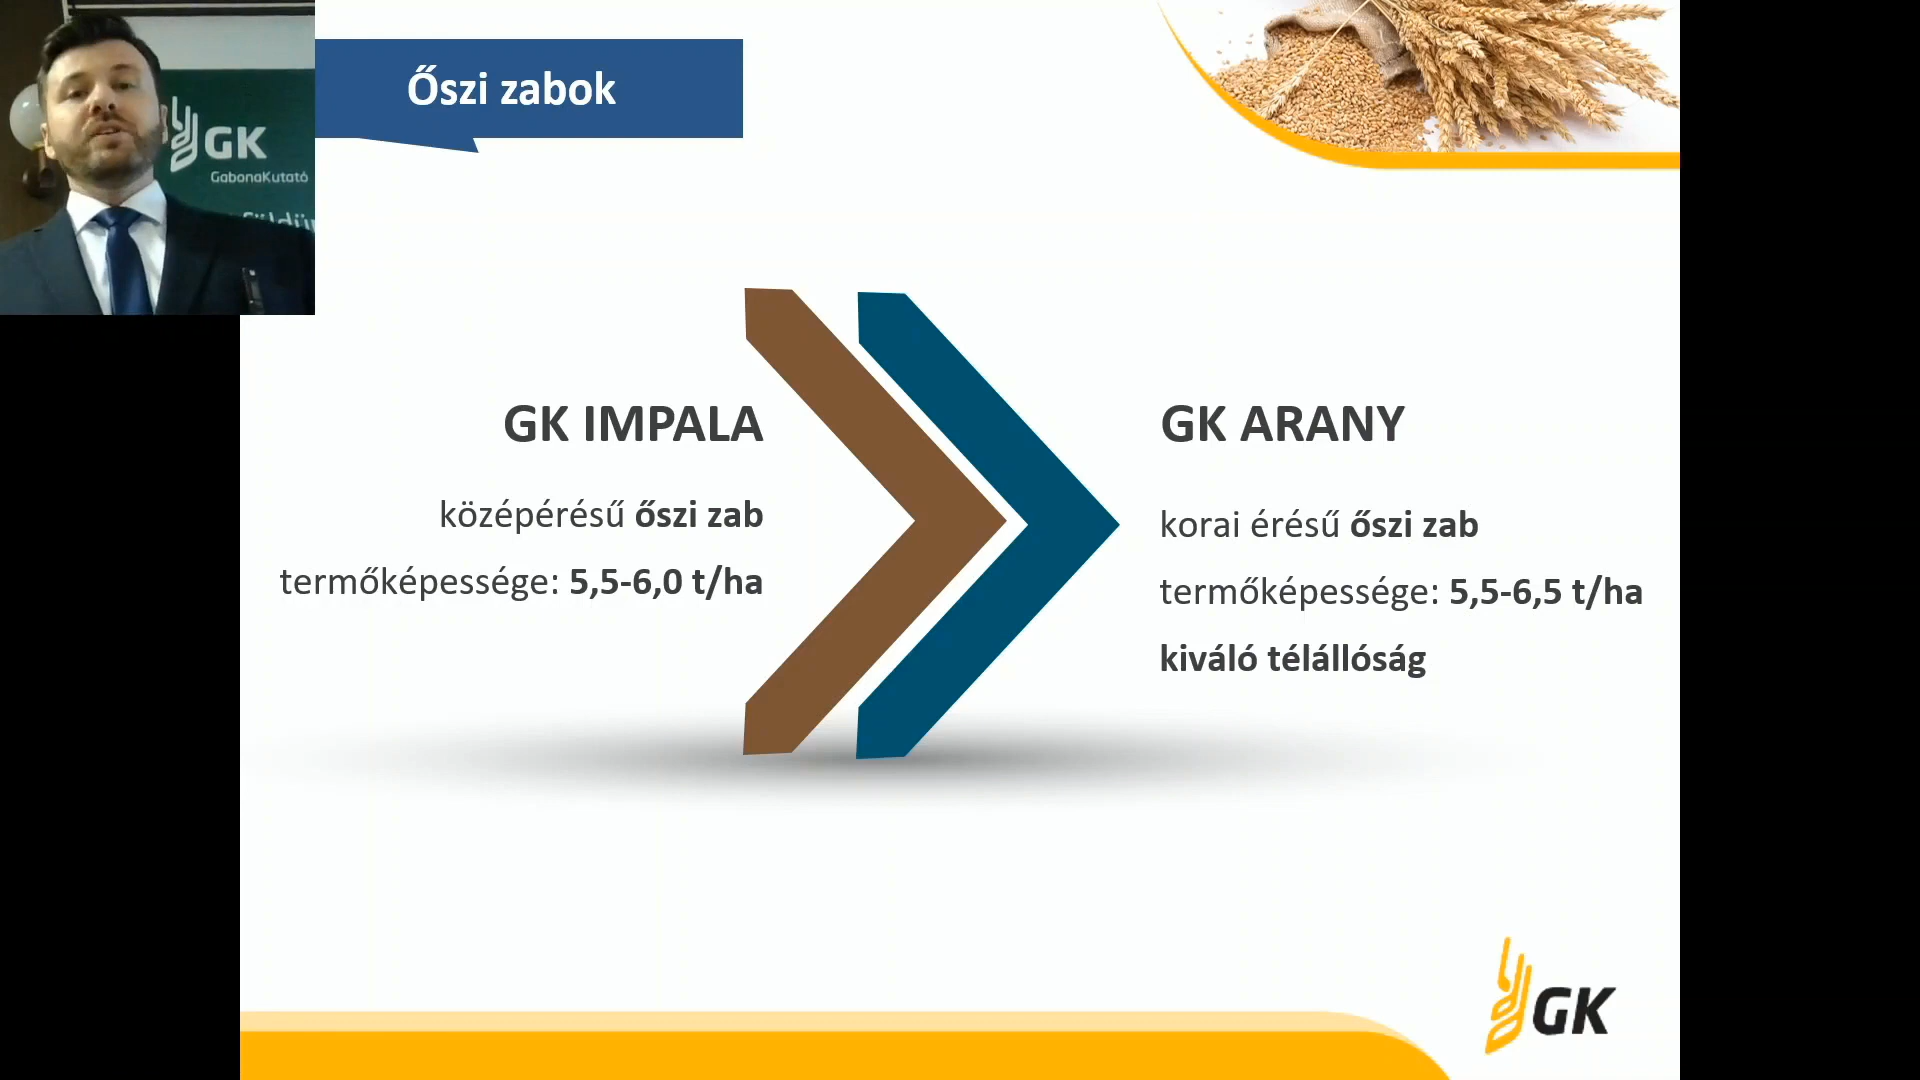 Őszi zabok
GK
GabonaKutató
GK IMPALA
középérésű őszi zab
termőképessége: 5,5-6,0 t/ha
GK ARANY
korai érésű őszi zab
termőképessége: 5,5-6,5 t/ha
kiváló télállóság
GK